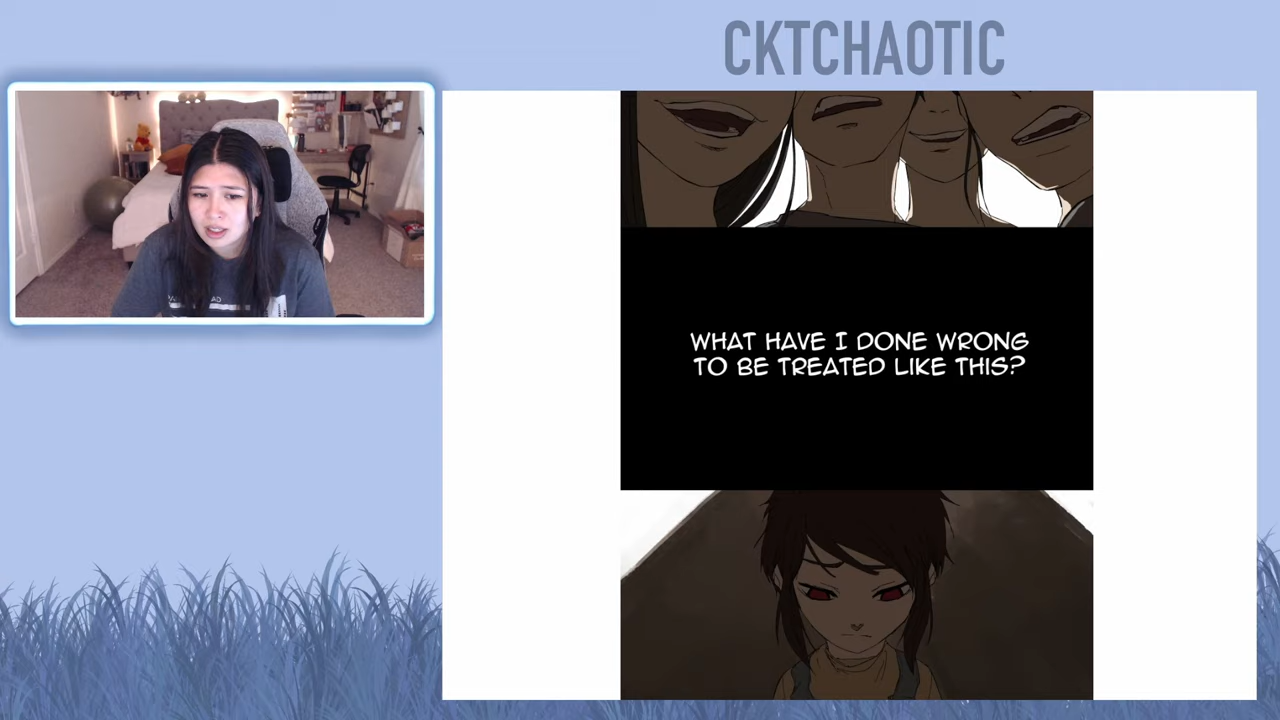 CKTCHAOTIC
WHAT HAVE I DONE WRONG
TO BE TREATED LIKE THIS?